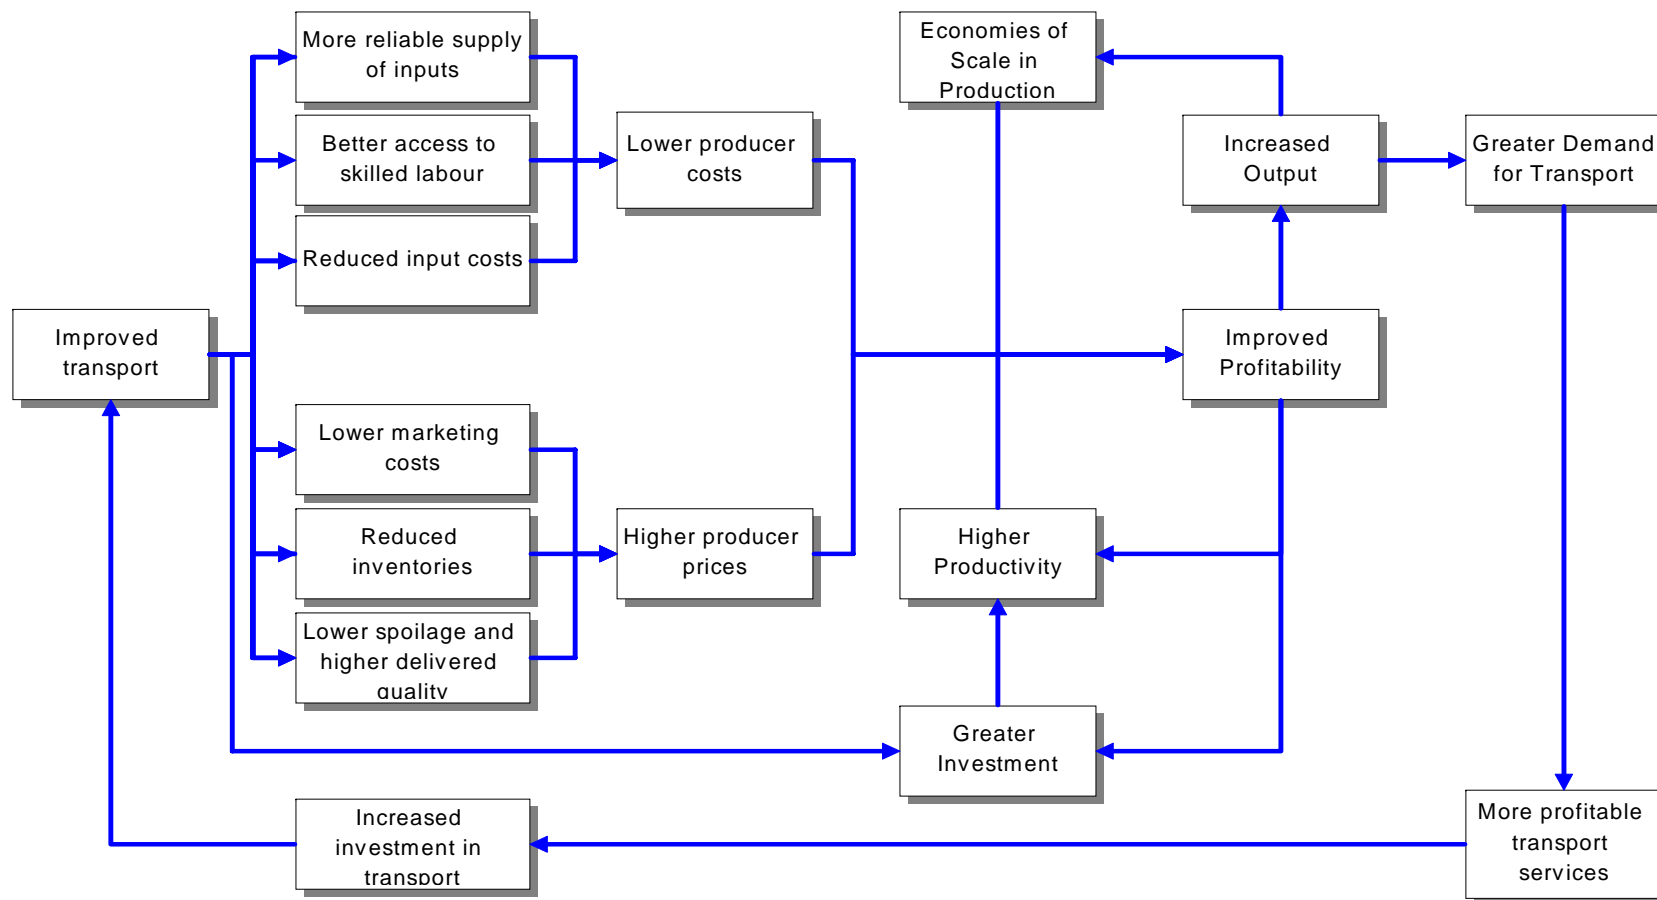 More reliable supply
of inputs
Better access to
skilled labour
Reduced input costs
Improved
transport
Lower marketing
costs
Reduced
inventories
Lower spoilage and
higher delivered
quality
Increased
investment in
transport
Lower producer
costs
Higher producer
prices
Economies of
Scale in
Production
Higher
Productivity
Greater
Investment
Increased
Output
Improved
Profitability
Greater Demand
for Transport
More profitable
transport
services